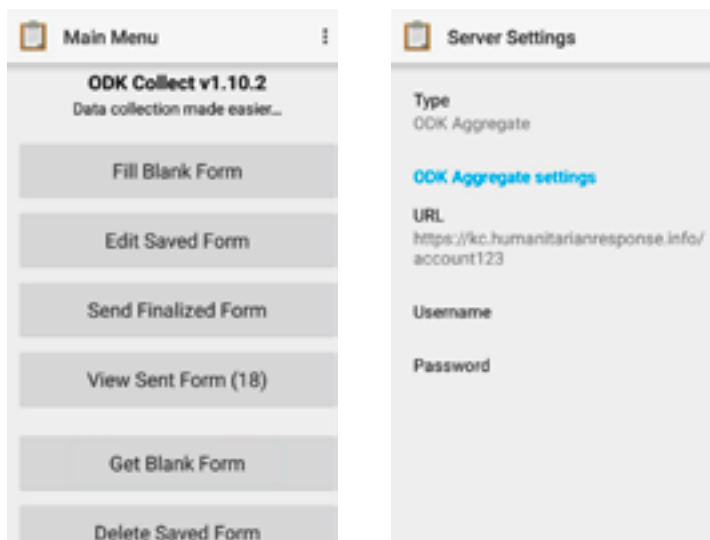 Main Menu
ODK Collect v1.10.2
Data collection made easier...
Fill Blank Form
Edit Saved Form
Send Finalized Form
View Sent Form (18)
Get Blank Form
Delete Saved Form
Server Settings
Type
ODK Aggregate
ODK Aggregate settings
URL
https://kc.humanitarianresponse.info/
account123
Username
Password